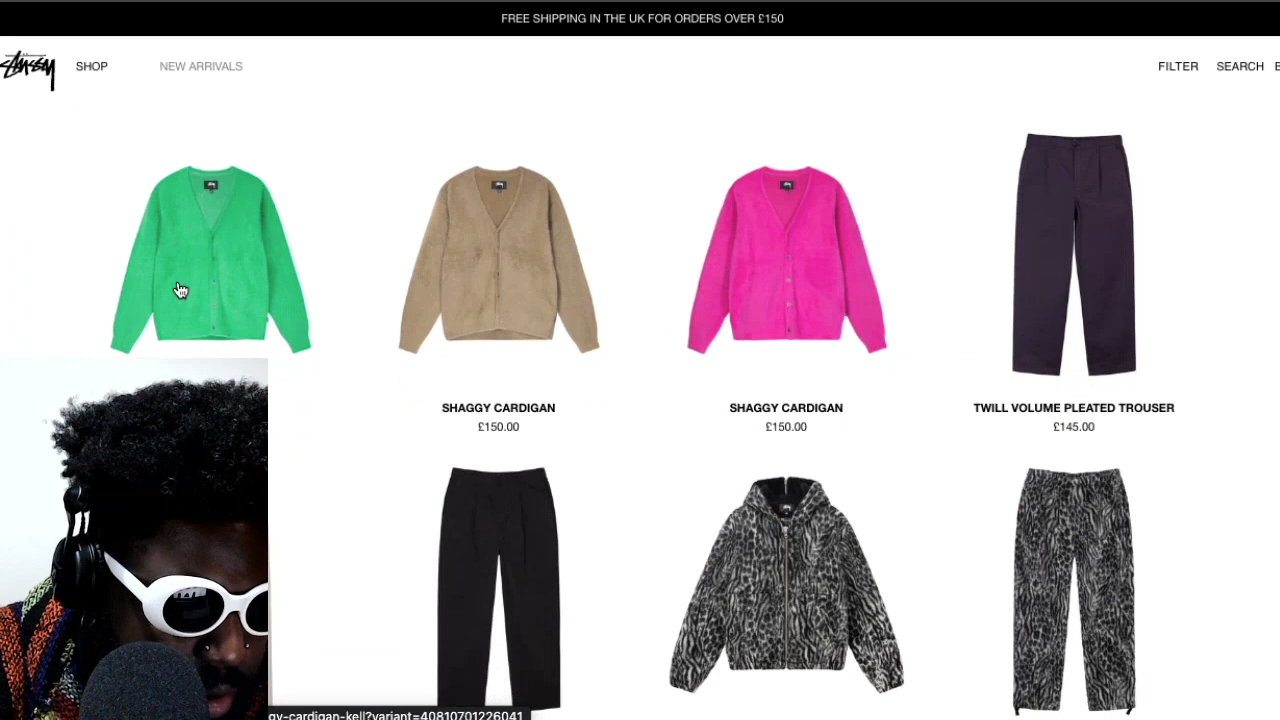 FREE SHIPPING IN THE UK FOR ORDERS OVER £150
Stüssy
SHOP
NEW ARRIVALS
FILTER
SEARCH
SHAGGY CARDIGAN
£150.00
SHAGGY CARDIGAN
£150.00
TWILL VOLUME PLEATED TROUSER
£145.00
gy-cardigan-kell?variant=40810701226041